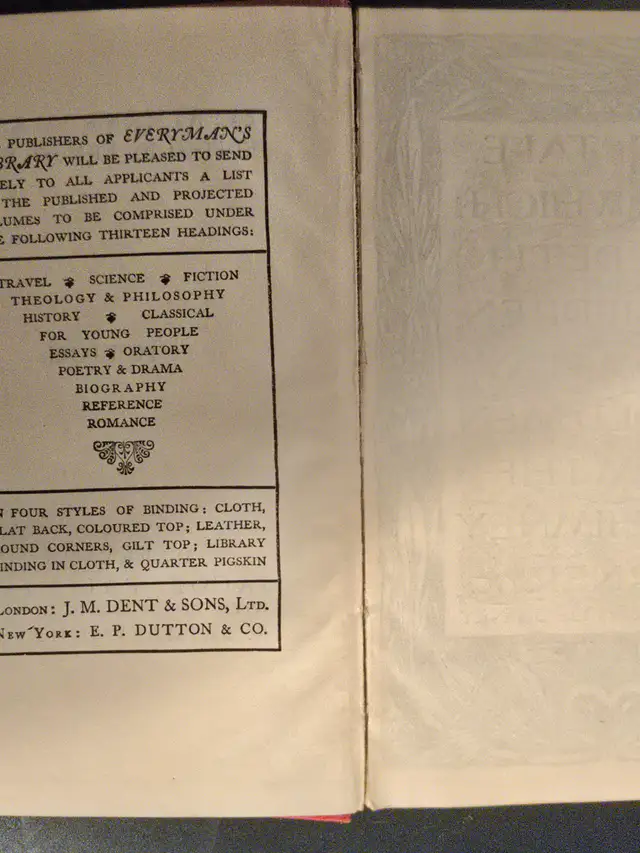 PUBLISHERS OF EVERYMAN'S
BRARY WILL BE PLEASED TO SEND
ELY TO ALL APPLICANTS A LIST
THE PUBLISHED AND PROJECTED
LUMES TO BE COMPRISED UNDER
E FOLLOWING THIRTEEN HEADINGS:
TRAVEL SCIENCE FICTION
THEOLOGY & PHILOSOPHY
HISTORY CLASSICAL
FOR YOUNG PEOPLE
ESSAYS ORATORY
POETRY & DRAMA
BIOGRAPHY
REFERENCE
ROMANCE
N FOUR STYLES OF BINDING: CLOTH,
LAT BACK, COLOURED TOP; LEATHER,
OUND CORNERS, GILT TOP; LIBRARY
INDING IN CLOTH, & QUARTER PIGSKIN
LONDON: J. M. DENT & SONS, LTD.
NEW YORK: E. P. DUTTON & CO.